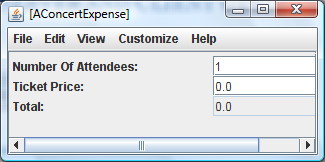 [AConcertExpense]
File Edit View Customize Help
Number Of Attendees: 1
Ticket Price: 0.0
Total: 0.0